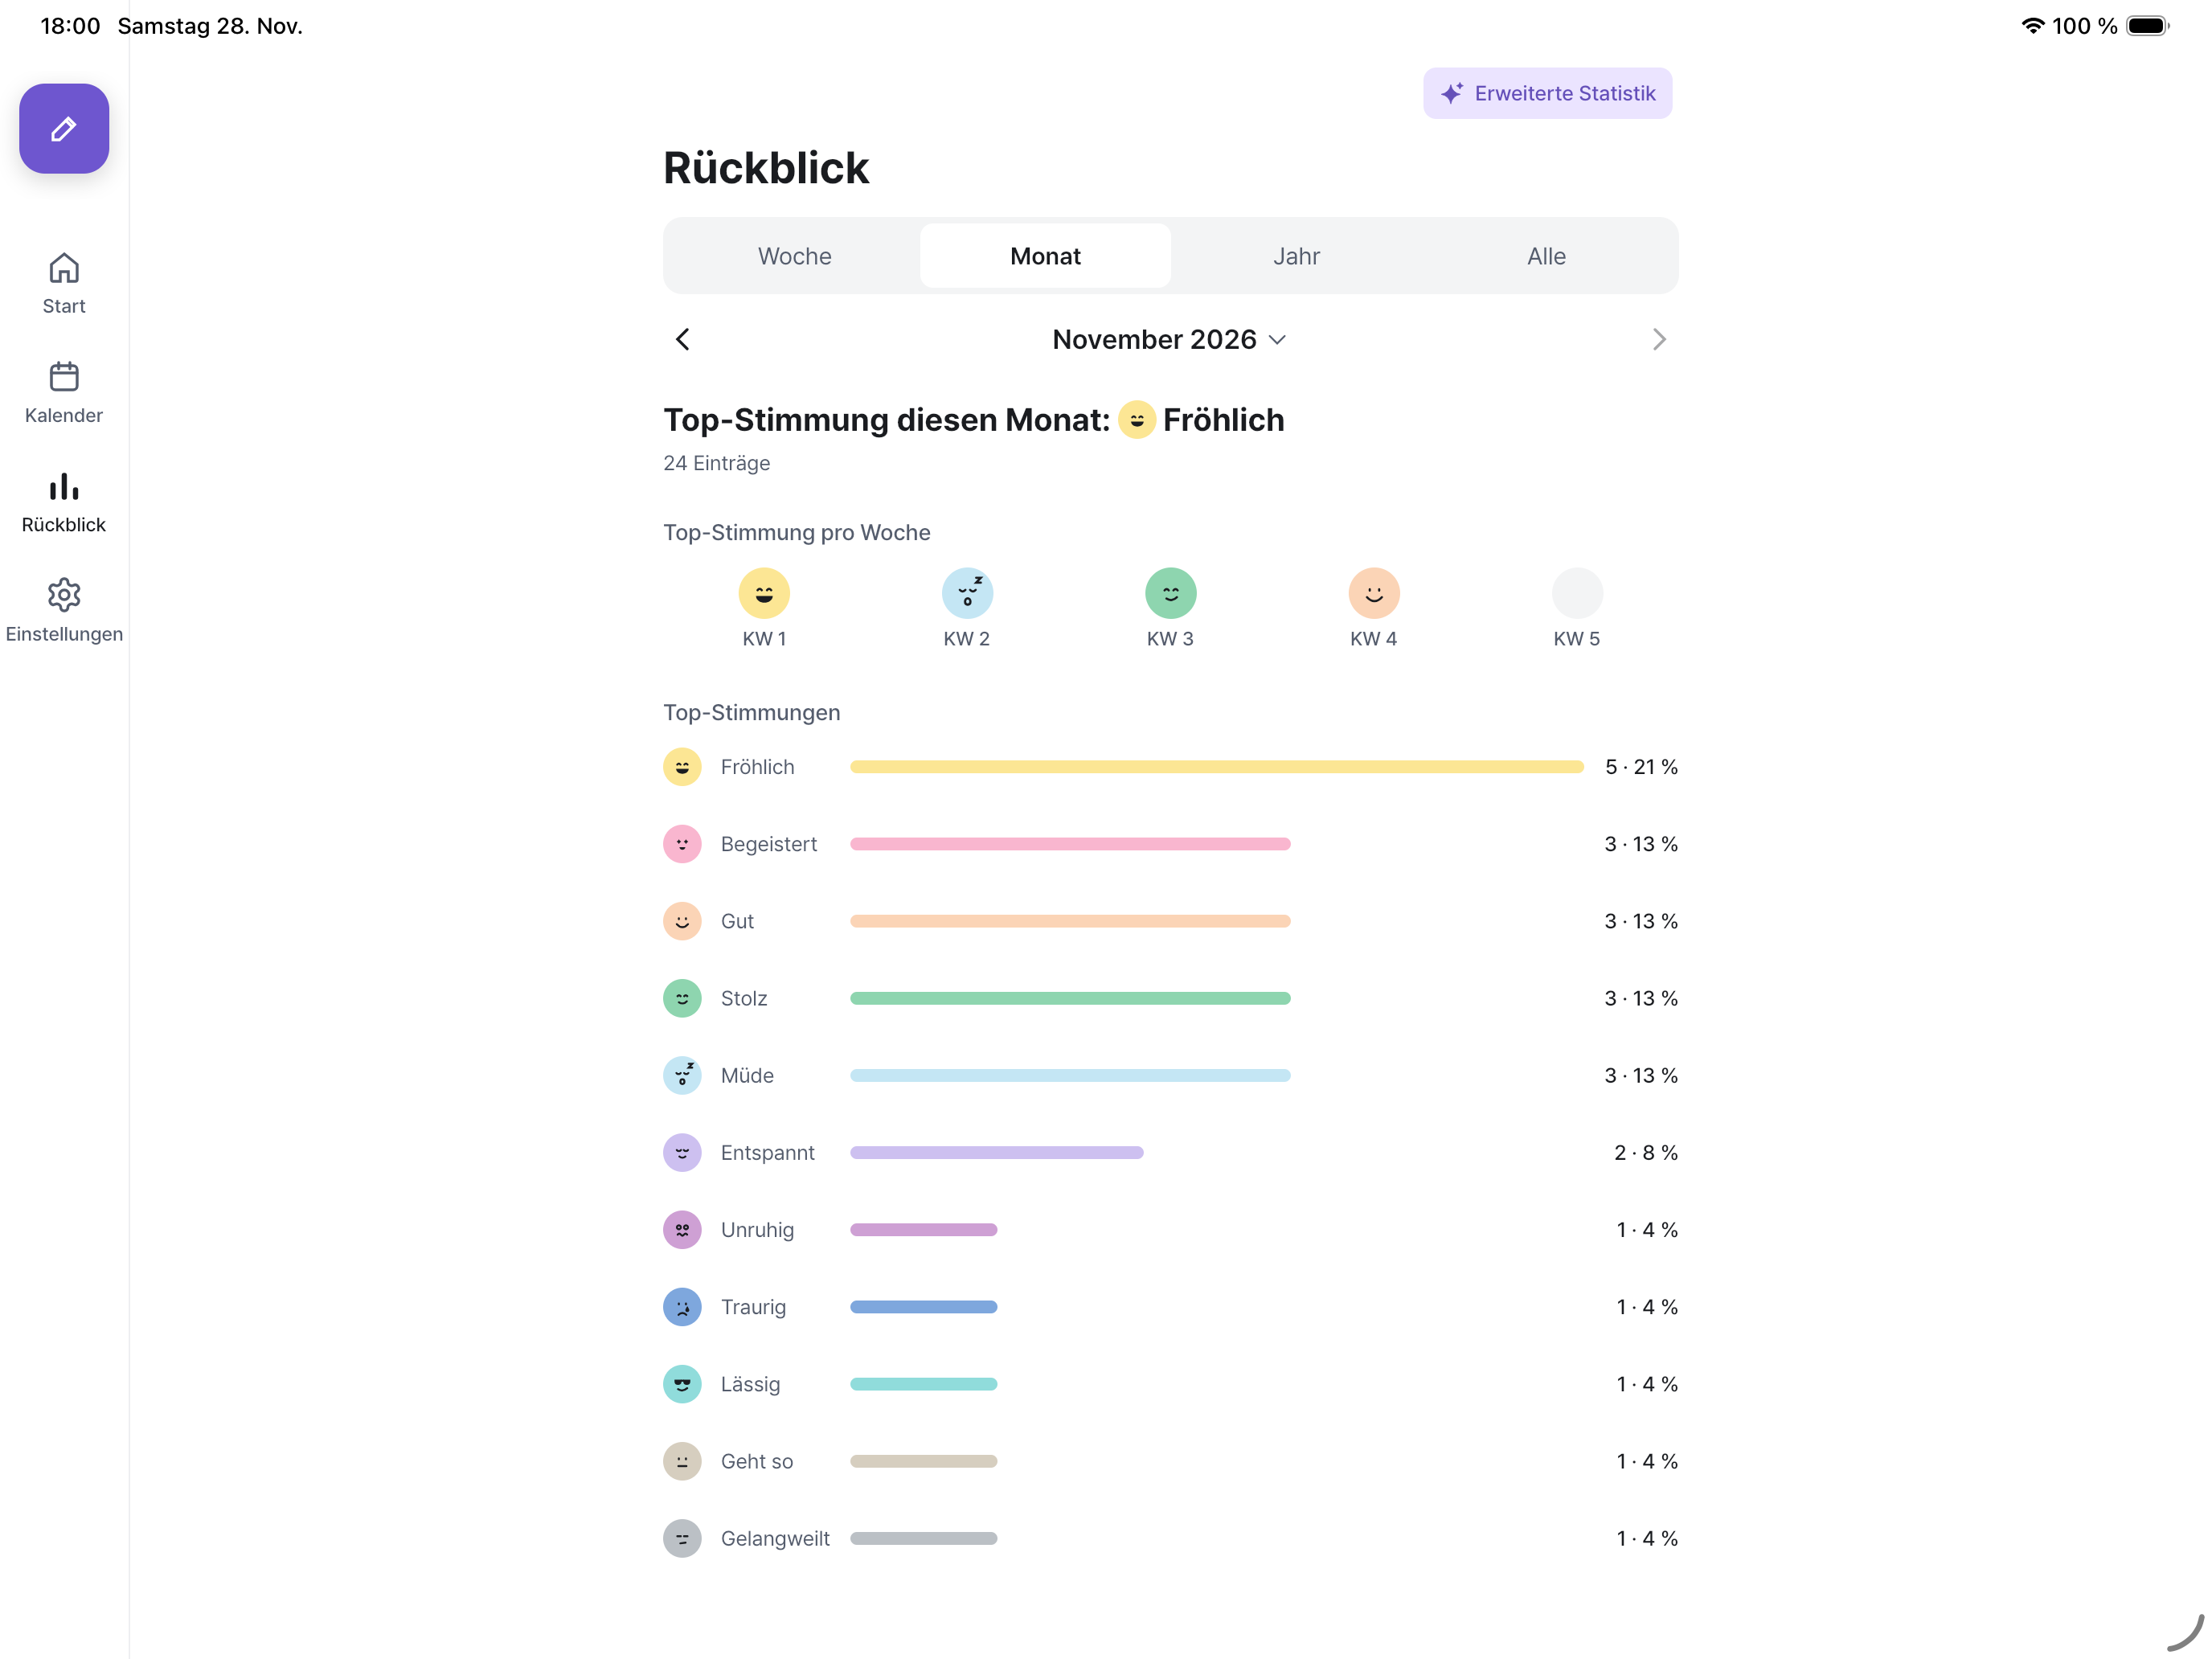 18:00 Samstag 28. Nov.
100 %
Erweiterte Statistik
Start
Kalender
Rückblick
Einstellungen
Rückblick
Woche Monat Jahr Alle
November 2026
Top-Stimmung diesen Monat: Fröhlich
24 Einträge
Top-Stimmung pro Woche
KW 1 KW 2 KW 3 KW 4 KW 5
Top-Stimmungen
Fröhlich 5 · 21 %
Begeistert 3 · 13 %
Gut 3 · 13 %
Stolz 3 · 13 %
Müde 3 · 13 %
Entspannt 2 · 8 %
Unruhig 1 · 4 %
Traurig 1 · 4 %
Lässig 1 · 4 %
Geht so 1 · 4 %
Gelangweilt 1 · 4 %